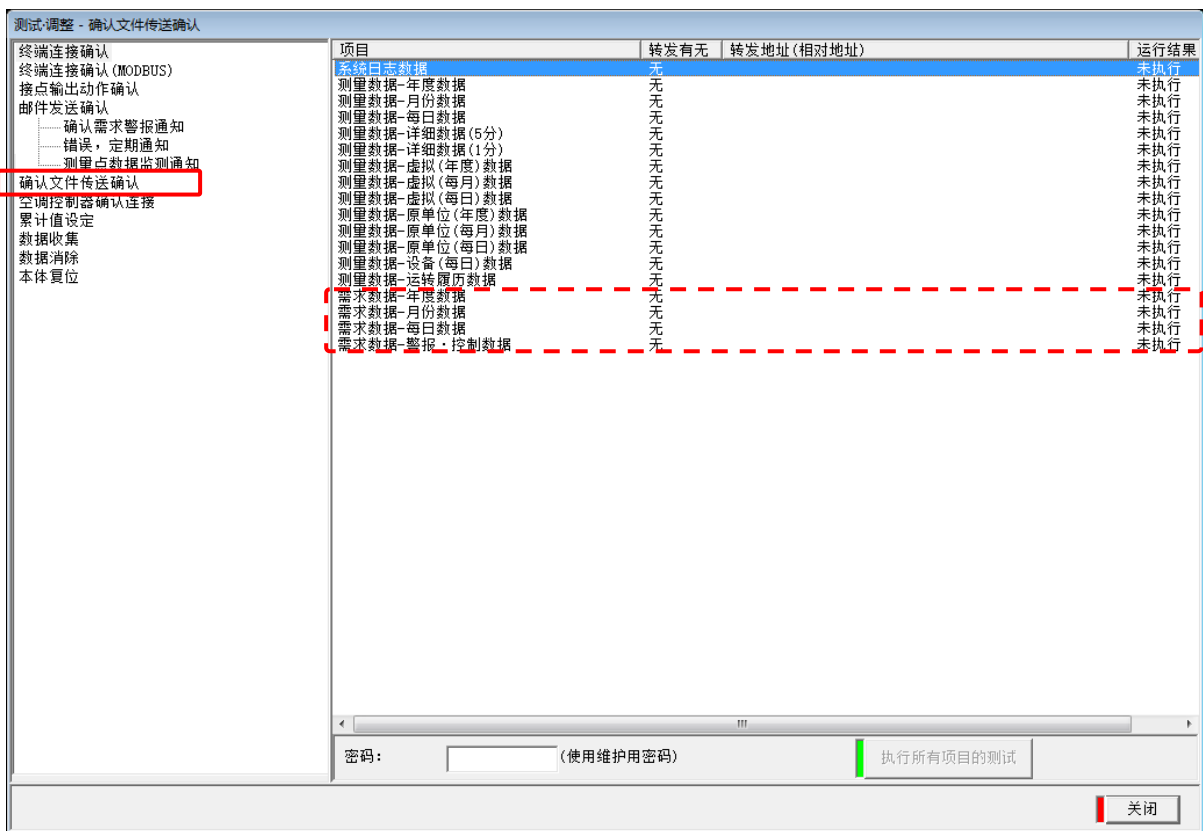 测试·调整 - 确认文件传送确认
终端连接确认
终端连接确认(MODBUS)
接点输出动作确认
邮件发送确认
确认需求警报通知
错误，定期通知
测量点数据监测通知
确认文件传送确认
空调控制器确认连接
累计值设定
数据收集
数据消除
本体复位
项目 转发有无 转发地址(相对地址) 运行结果
系统日志数据 无 未执行
测量数据-年度数据 无 未执行
测量数据-月份数据 无 未执行
测量数据-每日数据 无 未执行
测量数据-详细数据(5分) 无 未执行
测量数据-详细数据(1分) 无 未执行
测量数据-虚拟(年度)数据 无 未执行
测量数据-虚拟(每月)数据 无 未执行
测量数据-虚拟(每日)数据 无 未执行
测量数据-原单位(年度)数据 无 未执行
测量数据-原单位(每月)数据 无 未执行
测量数据-原单位(每日)数据 无 未执行
测量数据-设备(每日)数据 无 未执行
测量数据-运转履历数据 无 未执行
需求数据-年度数据 无 未执行
需求数据-月份数据 无 未执行
需求数据-每日数据 无 未执行
需求数据-警报・控制数据 无 未执行
密码: (使用维护用密码) 执行所有项目的测试
关闭